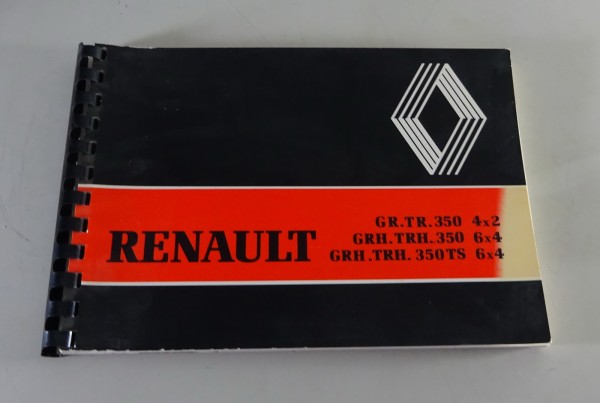 RENAULT
GR.TR.350 4x2
GRH.TRH.350 6x4
GRH.TRH.350TS 6x4